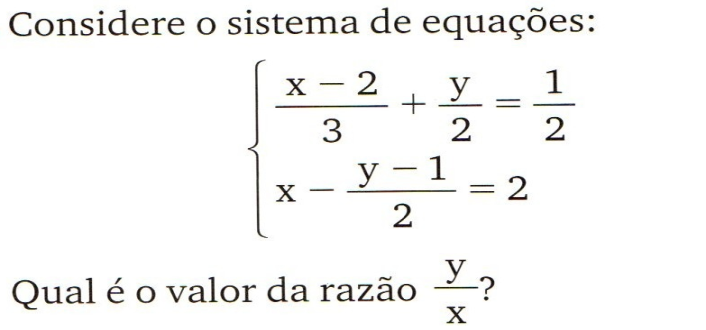 Considere o sistema de equações:
{ (x − 2)/3 + y/2 = 1/2
x − (y − 1)/2 = 2
Qual é o valor da razão y/x?